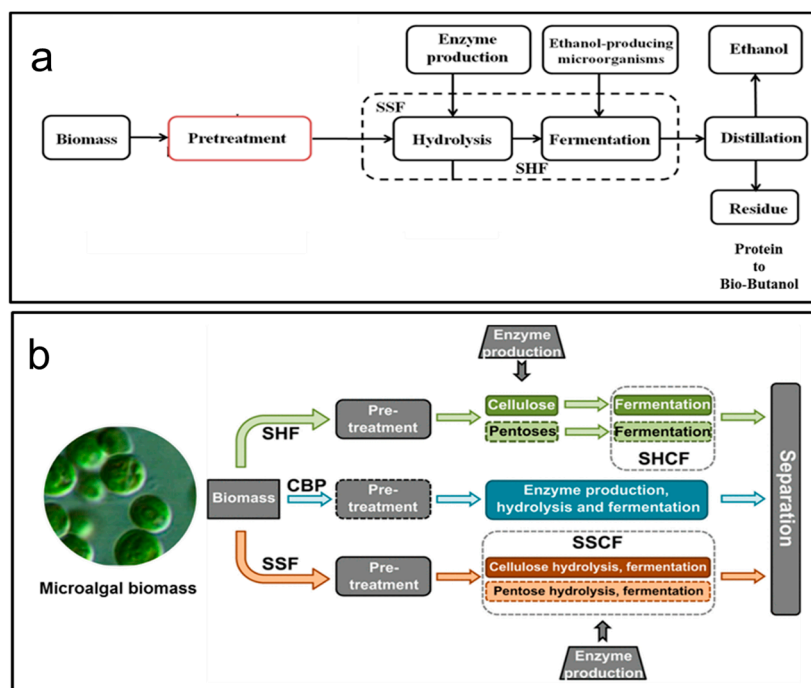 a
Enzyme
production
Ethanol-producing
microorganisms
Ethanol
SSF
Biomass
Pretreatment
Hydrolysis
Fermentation
Distillation
SHF
Residue
Protein
to
Bio-Butanol
b
Enzyme
production
Pre-
treatment
Cellulose
Fermentation
SHF
Pentoses
Fermentation
SHCF
Biomass
CBP
Pre-
treatment
Enzyme production,
hydrolysis and fermentation
Separation
SSF
SSCF
Pre-
treatment
Cellulose hydrolysis, fermentation
Pentose hydrolysis, fermentation
Microalgal biomass
Enzyme
production